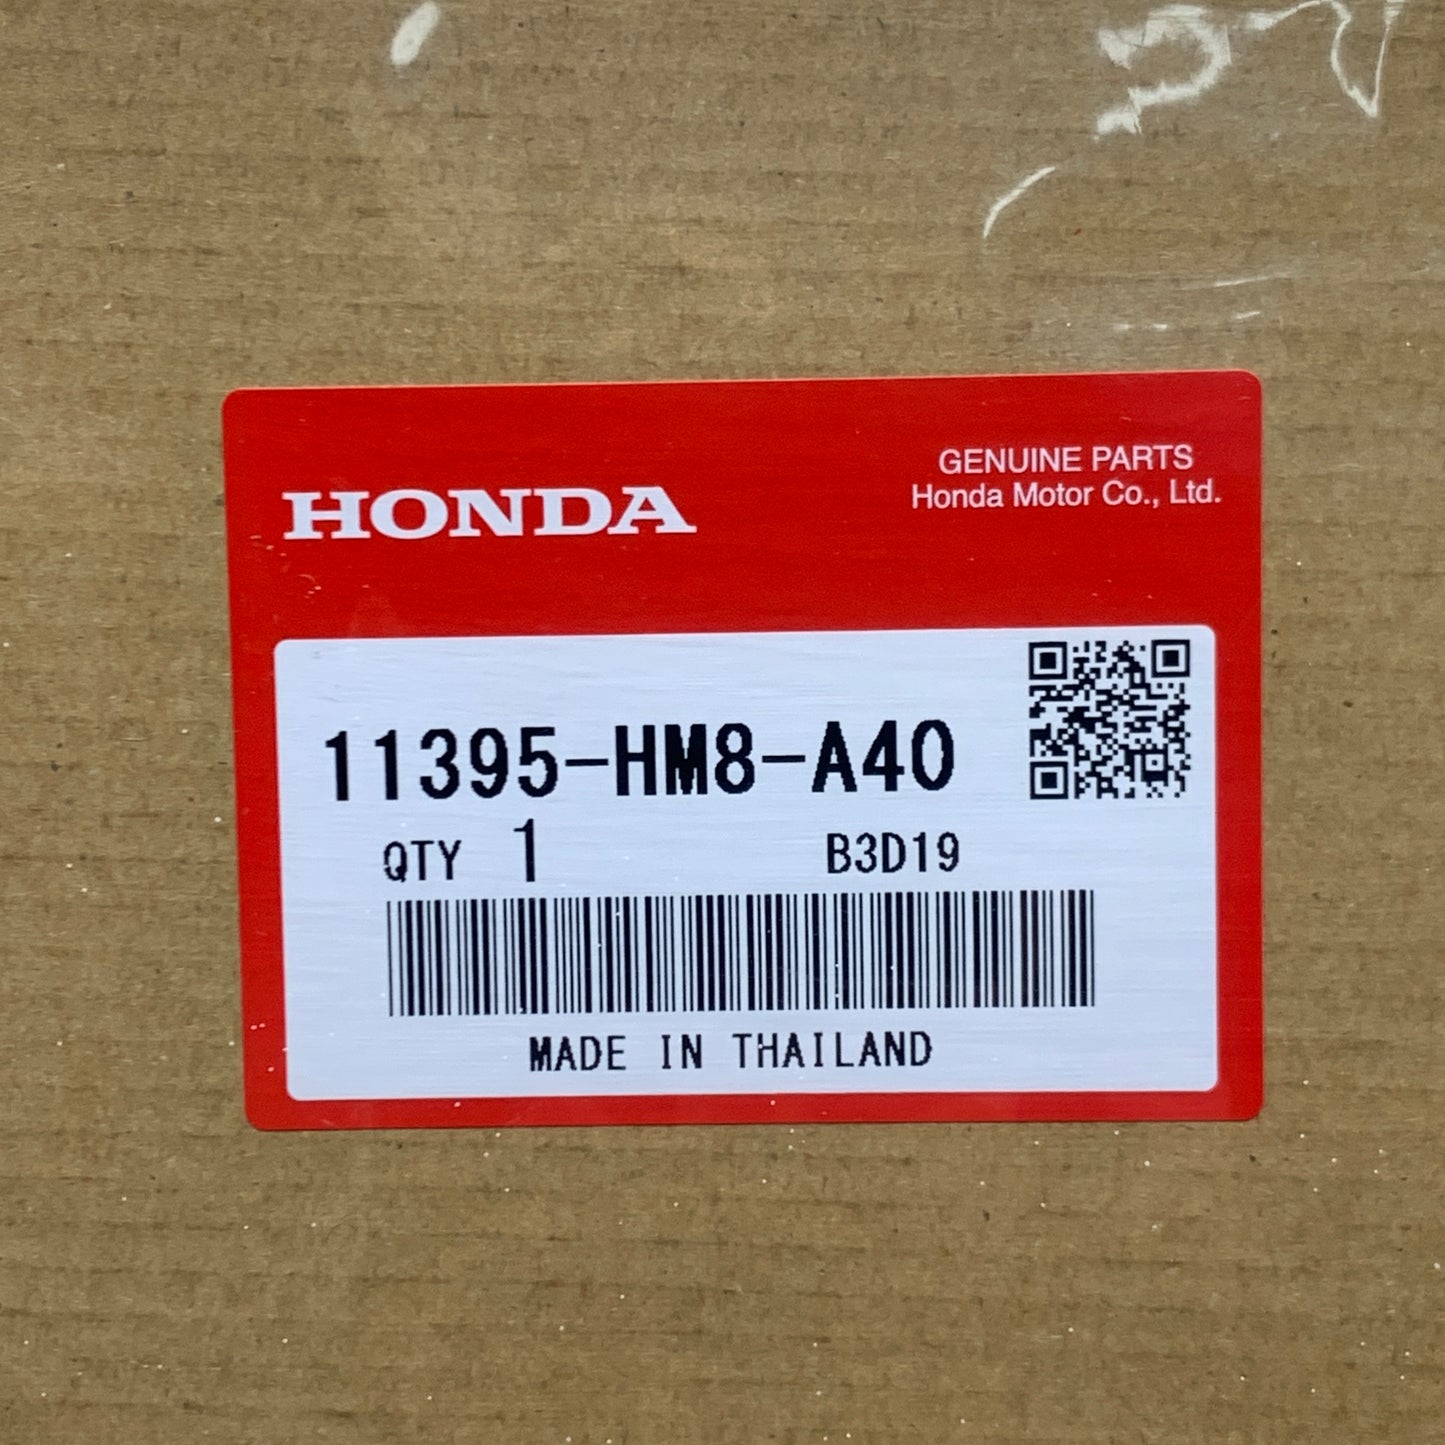 HONDA
GENUINE PARTS
Honda Motor Co., Ltd.
11395-HM8-A40
QTY 1 B3D19
MADE IN THAILAND